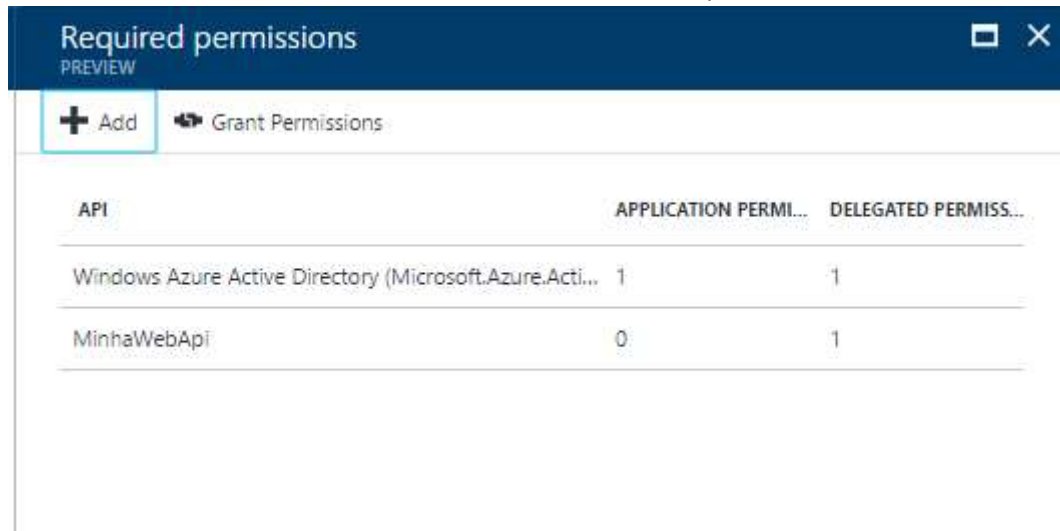 Required permissions
PREVIEW
Add Grant Permissions
API APPLICATION PERMI... DELEGATED PERMISS...
Windows Azure Active Directory (Microsoft.Azure.Acti... 1 1
MinhaWebApi 0 1